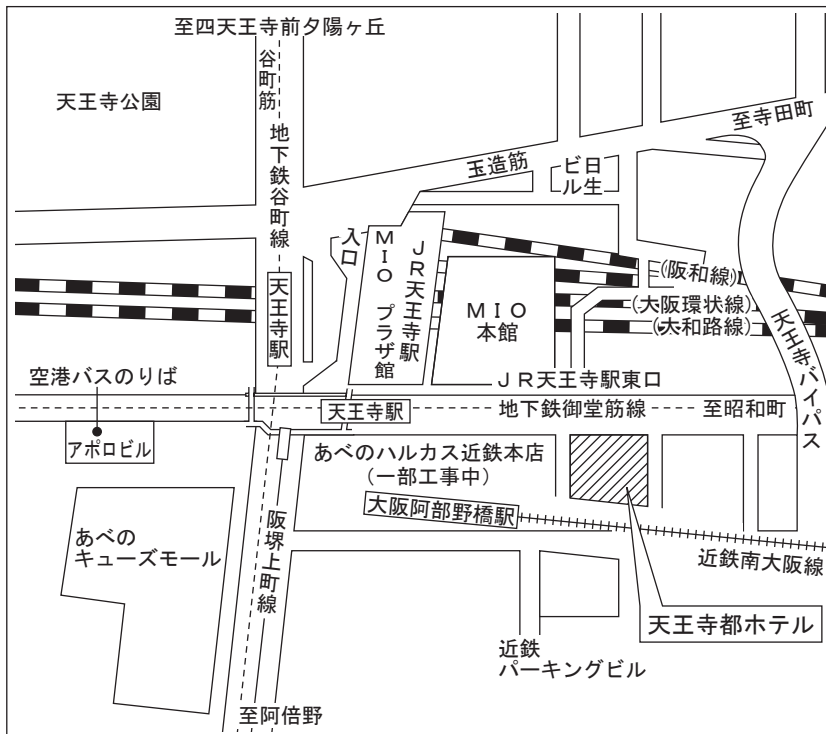 至四天王寺前夕陽ヶ丘
谷町筋
天王寺公園
地下鉄谷町線
至寺田町
玉造筋
日生
ビル
入口
JR天王寺駅
MIO プラザ館
(阪和線)
天王寺駅
MIO
本館
(大阪環状線)
(大和路線)
天王寺バイパス
空港バスのりば
JR天王寺駅東口
天王寺駅
地下鉄御堂筋線
至昭和町
アポロビル
あべのハルカス近鉄本店
(一部工事中)
大阪阿部野橋駅
阪堺上町線
あべの
キューズモール
近鉄南大阪線
天王寺都ホテル
近鉄
パーキングビル
至阿倍野